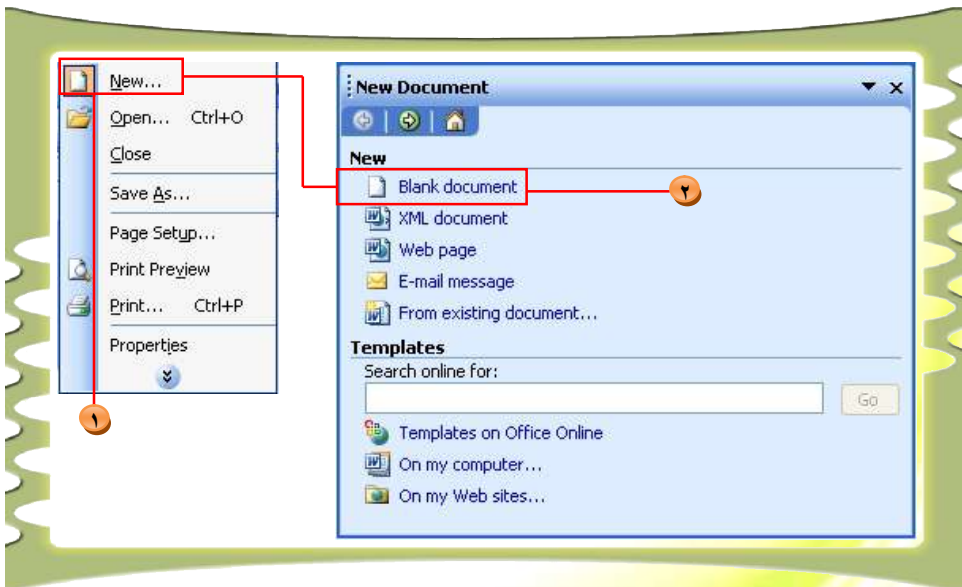 New...
Open... Ctrl+O
Close
Save As...
Page Setup...
Print Preview
Print... Ctrl+P
Properties
١
New Document
New
Blank document
٢
XML document
Web page
E-mail message
From existing document...
Templates
Search online for:
Go
Templates on Office Online
On my computer...
On my Web sites...